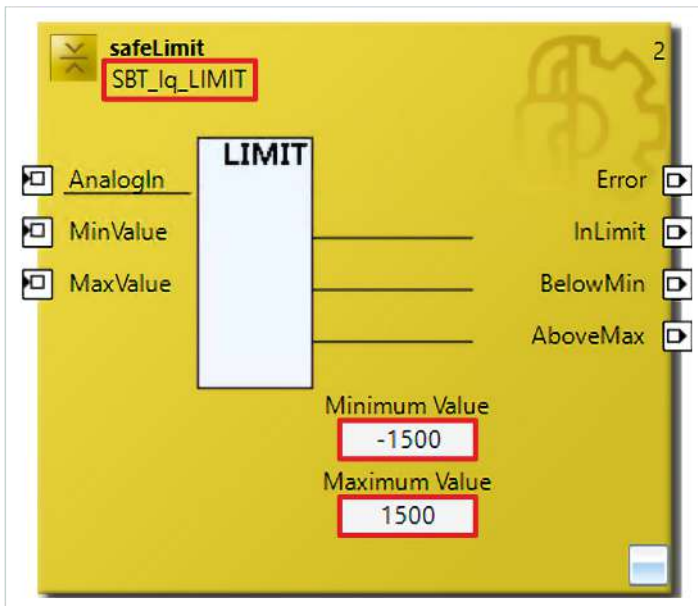 safeLimit
2
SBT_Iq_LIMIT
LIMIT
AnalogIn
Error
MinValue
InLimit
MaxValue
BelowMin
AboveMax
Minimum Value
-1500
Maximum Value
1500